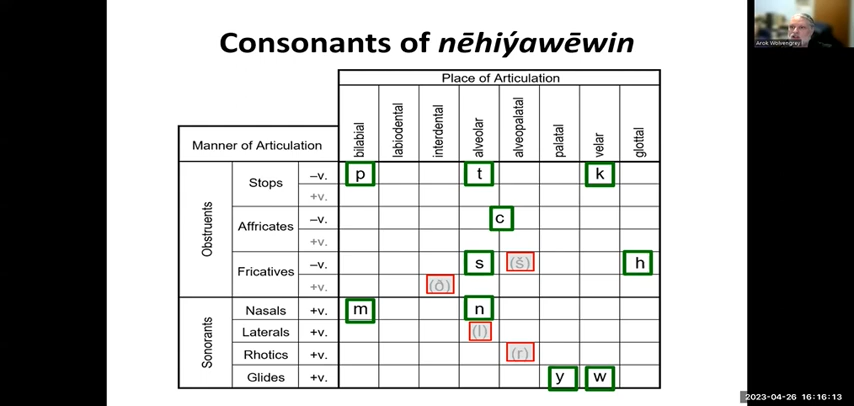 Consonants of nēhiýawēwin
Arok Wolvengrey
Place of Articulation
Manner of Articulation bilabial labiodental interdental alveolar alveopalatal palatal velar glottal
Obstruents
Stops –v. p t k
+v.
Affricates –v. c
+v.
Fricatives –v. s (š) h
+v. (ð)
Sonorants
Nasals +v. m n
Laterals +v. (l)
Rhotics +v. (r)
Glides +v. y w
2023-04-26 16:16:13